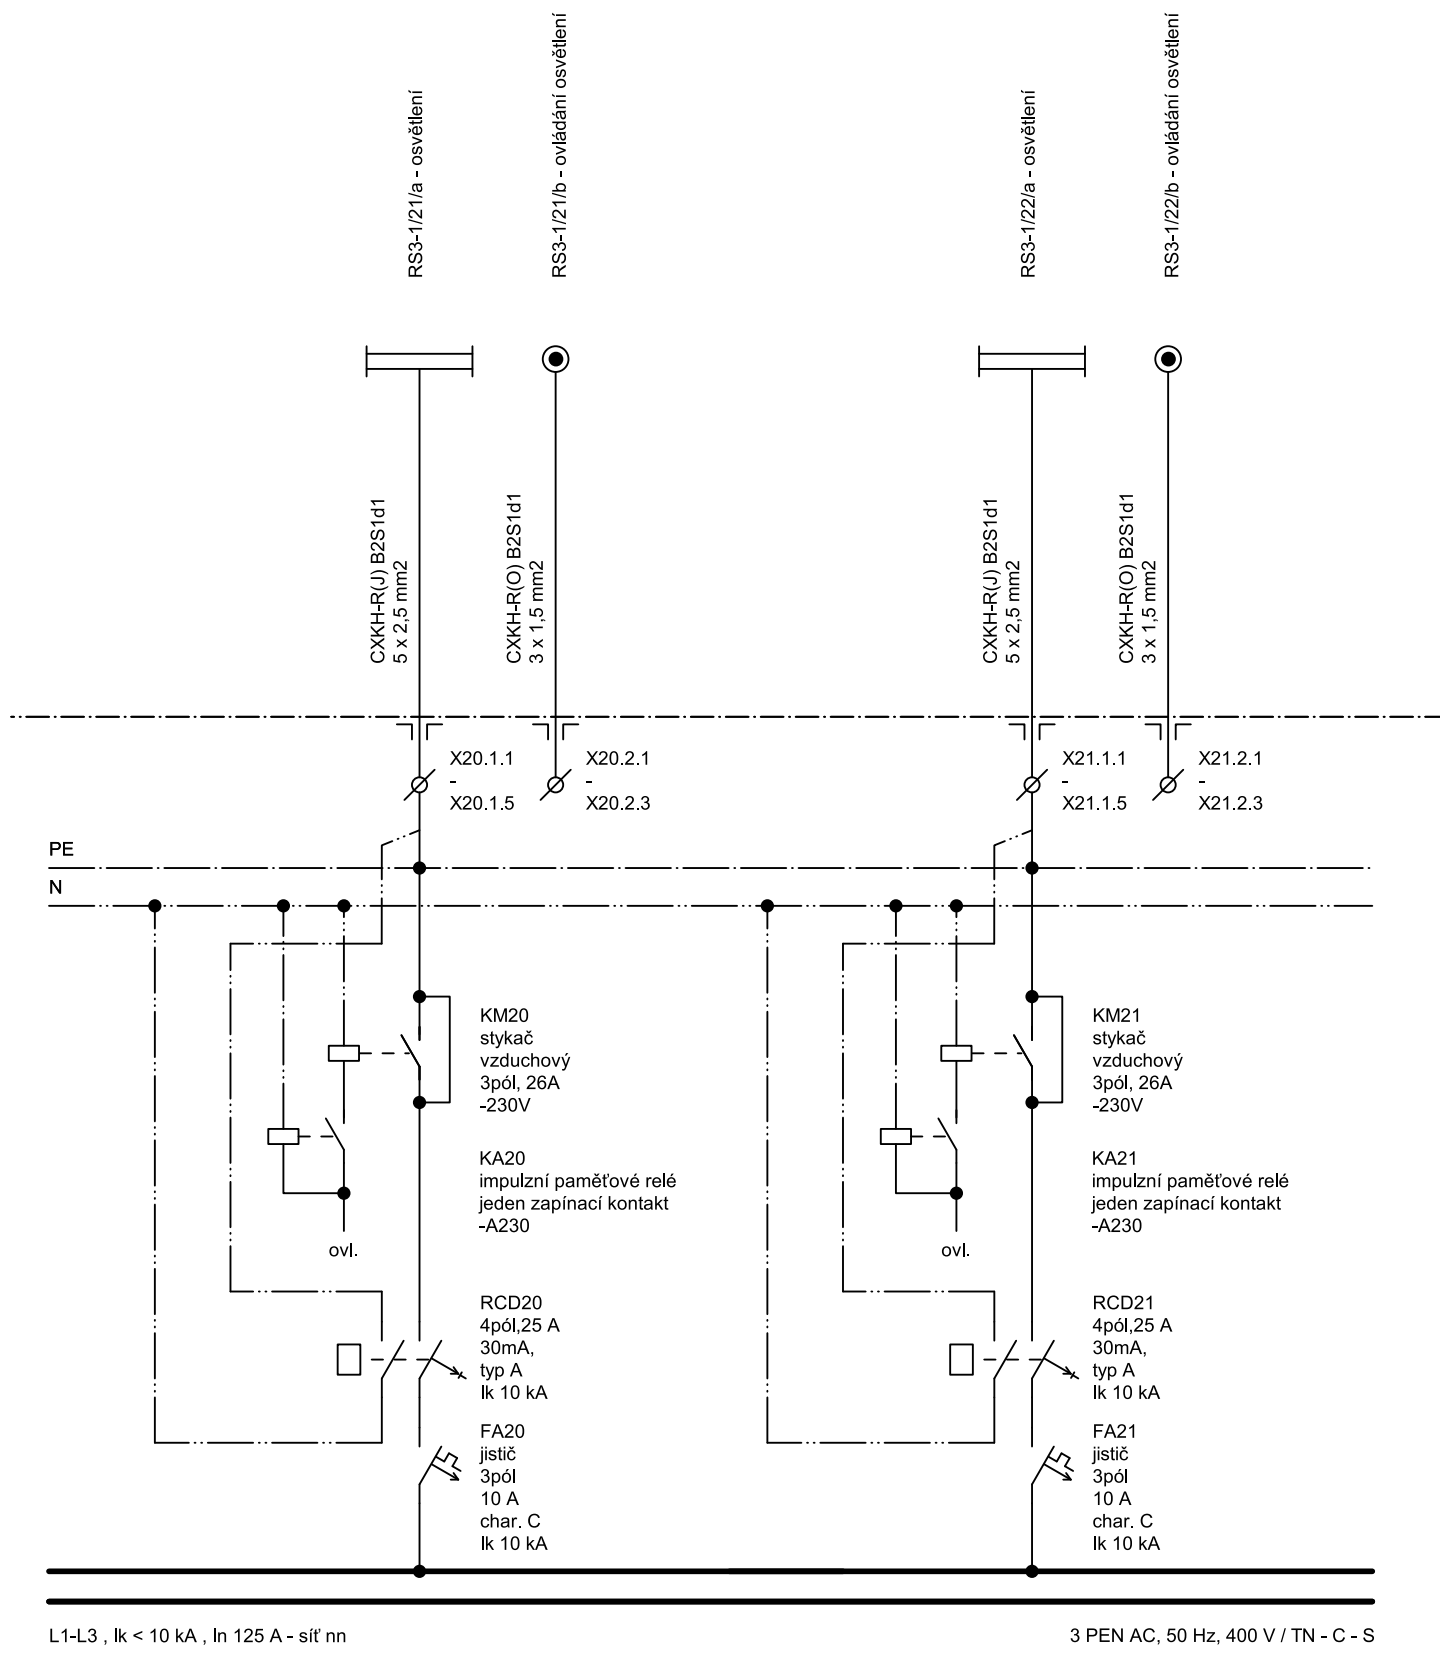 RS3-1/21/a - osvětlení
RS3-1/21/b - ovládání osvětlení
RS3-1/22/a - osvětlení
RS3-1/22/b - ovládání osvětlení
CXKH-R(J) B2S1d1
5 x 2,5 mm2
CXKH-R(O) B2S1d1
3 x 1,5 mm2
CXKH-R(J) B2S1d1
5 x 2,5 mm2
CXKH-R(O) B2S1d1
3 x 1,5 mm2
X20.1.1
-
X20.1.5
X20.2.1
-
X20.2.3
X21.1.1
-
X21.1.5
X21.2.1
-
X21.2.3
PE
N
KM20
stykač
vzduchový
3pól, 26A
-230V
KA20
impulzní paměťové relé
jeden zapínací kontakt
-A230
ovl.
RCD20
4pól,25 A
30mA,
typ A
Ik 10 kA
FA20
jistič
3pól
10 A
char. C
Ik 10 kA
KM21
stykač
vzduchový
3pól, 26A
-230V
KA21
impulzní paměťové relé
jeden zapínací kontakt
-A230
ovl.
RCD21
4pól,25 A
30mA,
typ A
Ik 10 kA
FA21
jistič
3pól
10 A
char. C
Ik 10 kA
L1-L3 , Ik < 10 kA , In 125 A - síť nn
3 PEN AC, 50 Hz, 400 V / TN - C - S